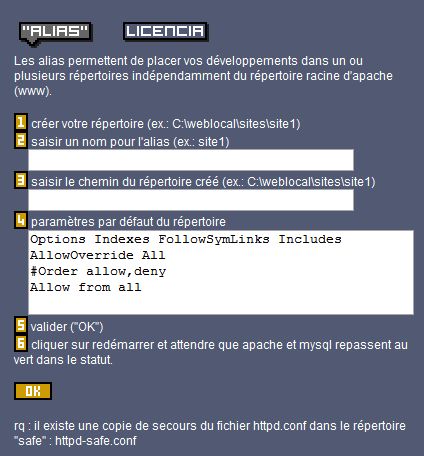 "ALIAS" LICENCIA
Les alias permettent de placer vos développements dans un ou
plusieurs répertoires indépendamment du répertoire racine d'apache
(www).
1 créer votre répertoire (ex.: C:\weblocal\sites\site1)
2 saisir un nom pour l'alias (ex.: site1)
3 saisir le chemin du répertoire créé (ex.: C:\weblocal\sites\site1)
4 paramètres par défaut du répertoire
Options Indexes FollowSymLinks Includes
AllowOverride All
#Order allow,deny
Allow from all
5 valider ("OK")
6 cliquer sur redémarrer et attendre que apache et mysql repassent au
vert dans le statut.
OK
rq : il existe une copie de secours du fichier httpd.conf dans le répertoire
"safe" : httpd-safe.conf